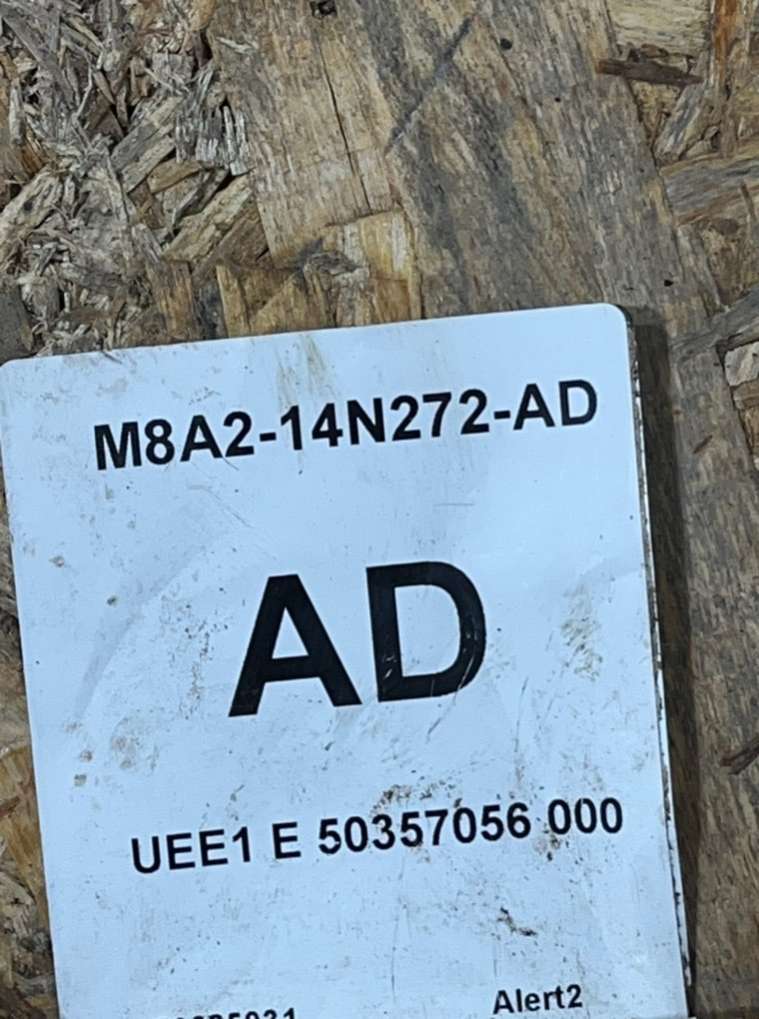 M8A2-14N272-AD
AD
UEE1 E 50357056 000
Alert2